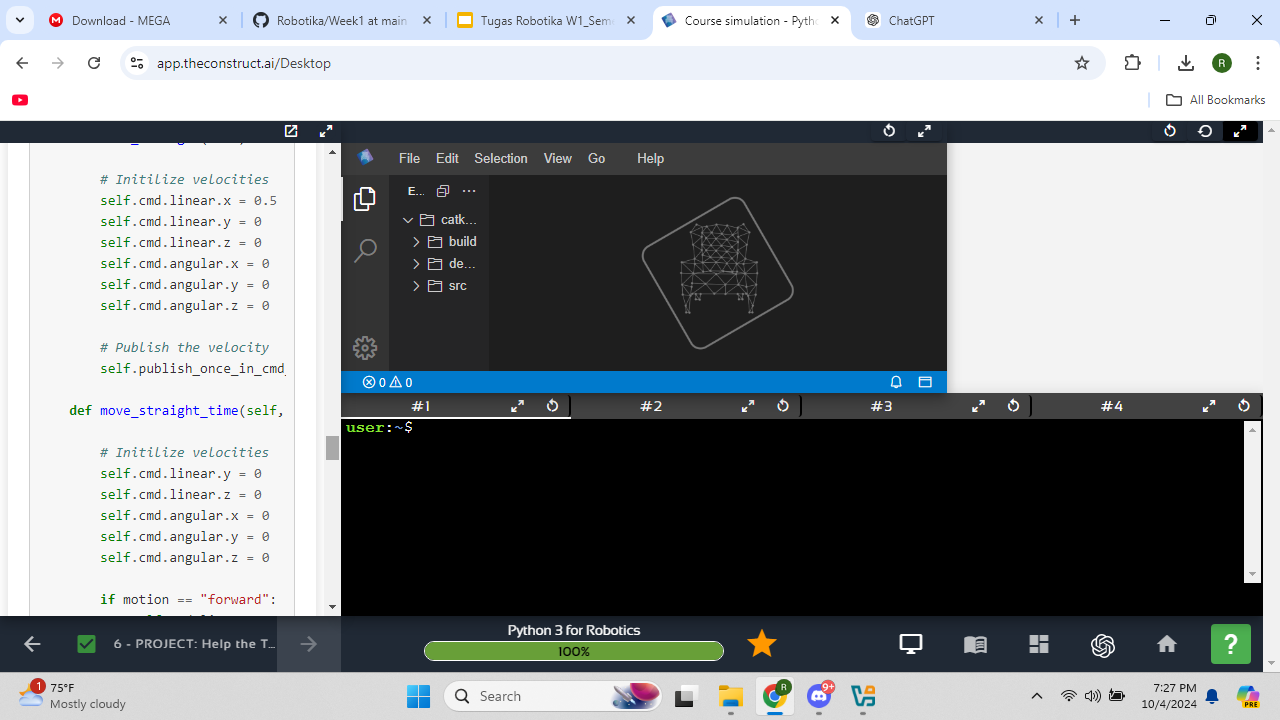 Download - MEGA
Robotika/Week1 at main
Tugas Robotika W1_Sem
Course simulation - Pyth
ChatGPT
app.theconstruct.ai/Desktop
R
All Bookmarks
# Initilize velocities
self.cmd.linear.x = 0.5
self.cmd.linear.y = 0
self.cmd.linear.z = 0
self.cmd.angular.x = 0
self.cmd.angular.y = 0
self.cmd.angular.z = 0
# Publish the velocity
self.publish_once_in_cmd_
def move_straight_time(self,
# Initilize velocities
self.cmd.linear.y = 0
self.cmd.linear.z = 0
self.cmd.angular.x = 0
self.cmd.angular.y = 0
self.cmd.angular.z = 0
if motion == "forward":
File Edit Selection View Go Help
E...
catk...
build
de...
src
0 0
#1 #2 #3 #4
user:~$
6 - PROJECT: Help the T...
Python 3 for Robotics
100%
?
1
75°F
Mostly cloudy
Search
R
9+
7:27 PM
10/4/2024
PRE